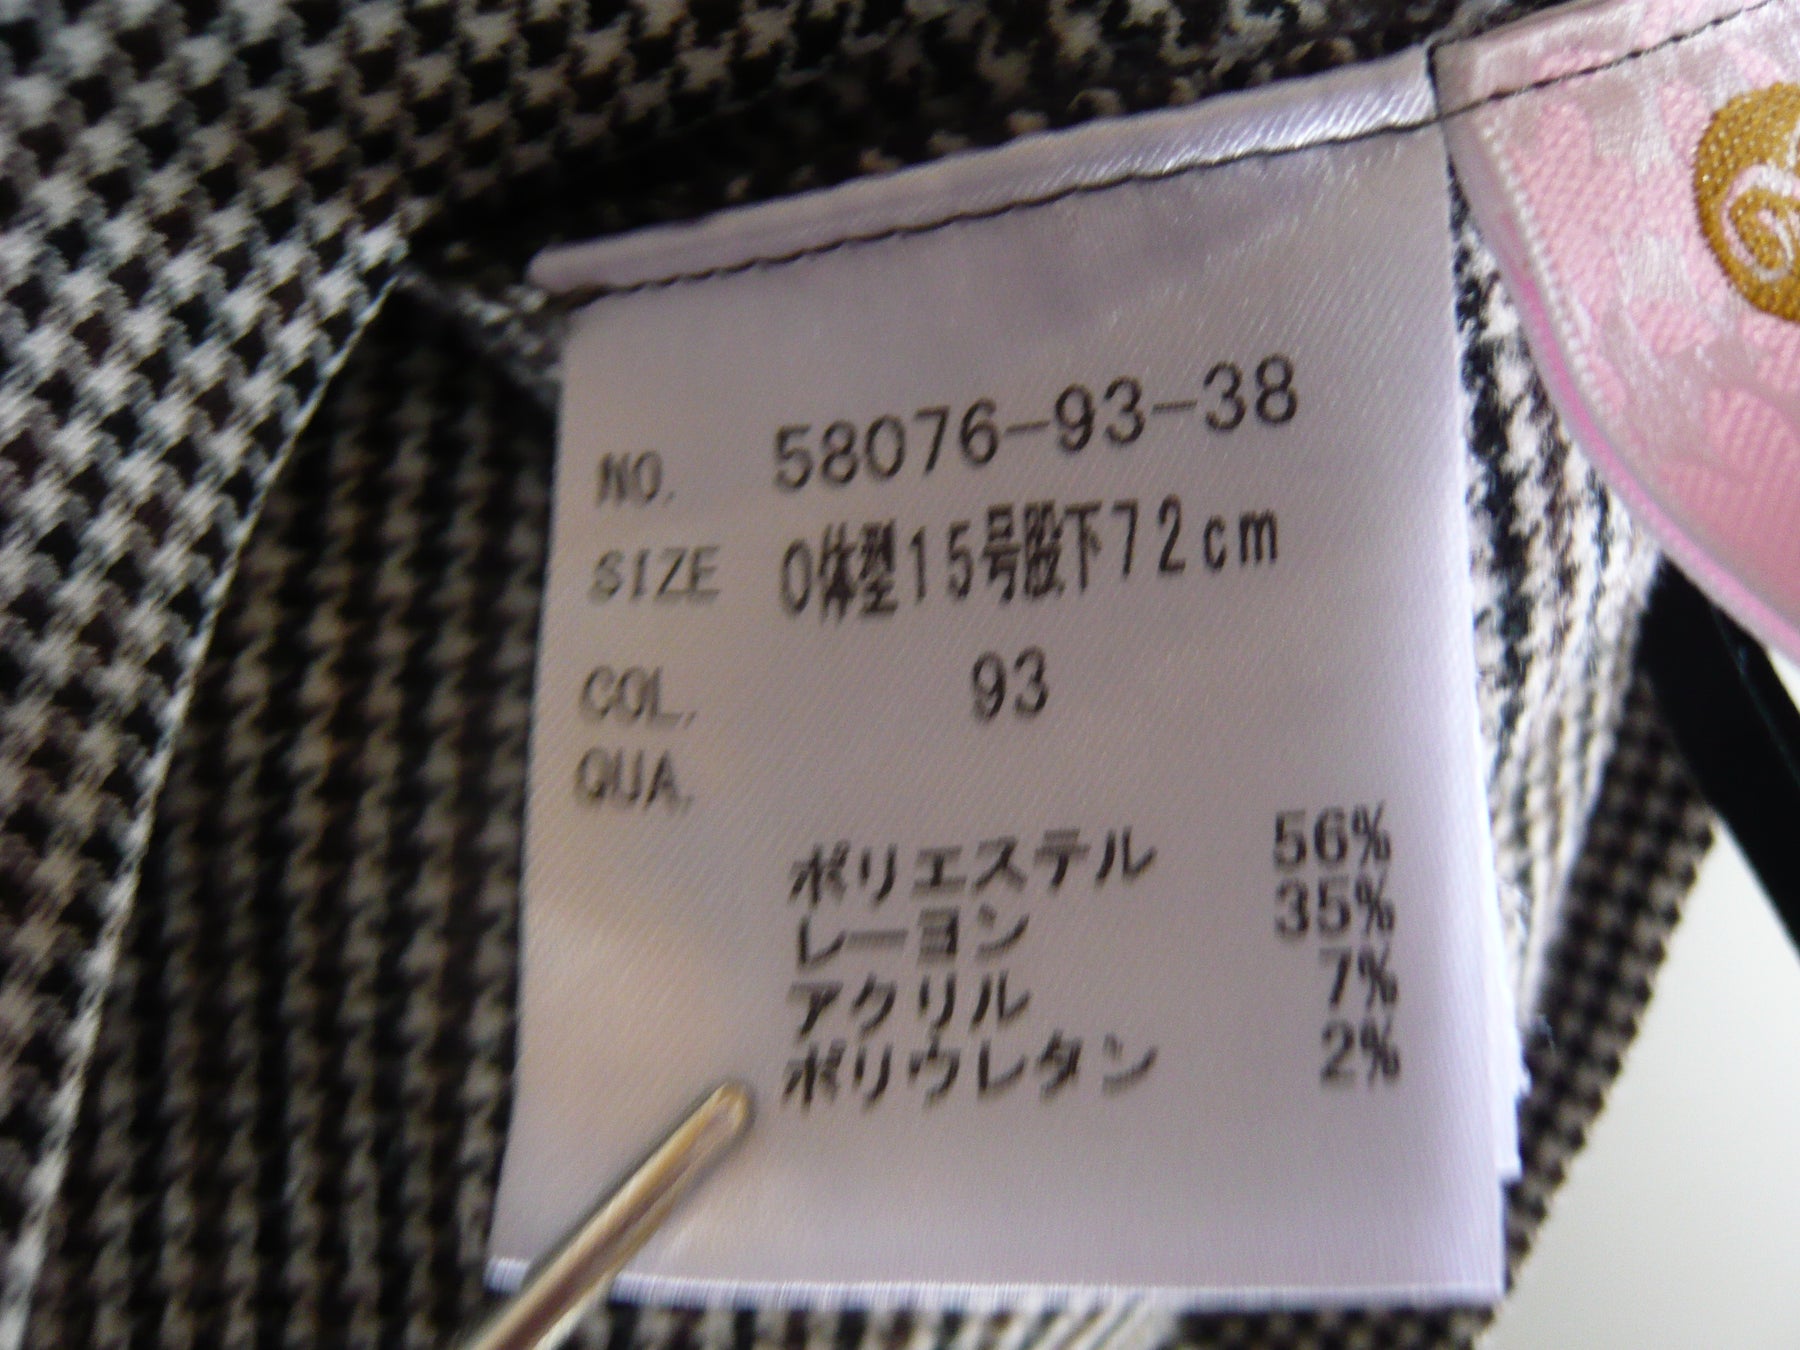 NO. 58076-93-38
SIZE 0体型15号股下72cm
COL. 93
QUA.
ポリエステル 56%
レーヨン 35%
アクリル 7%
ポリウレタン 2%